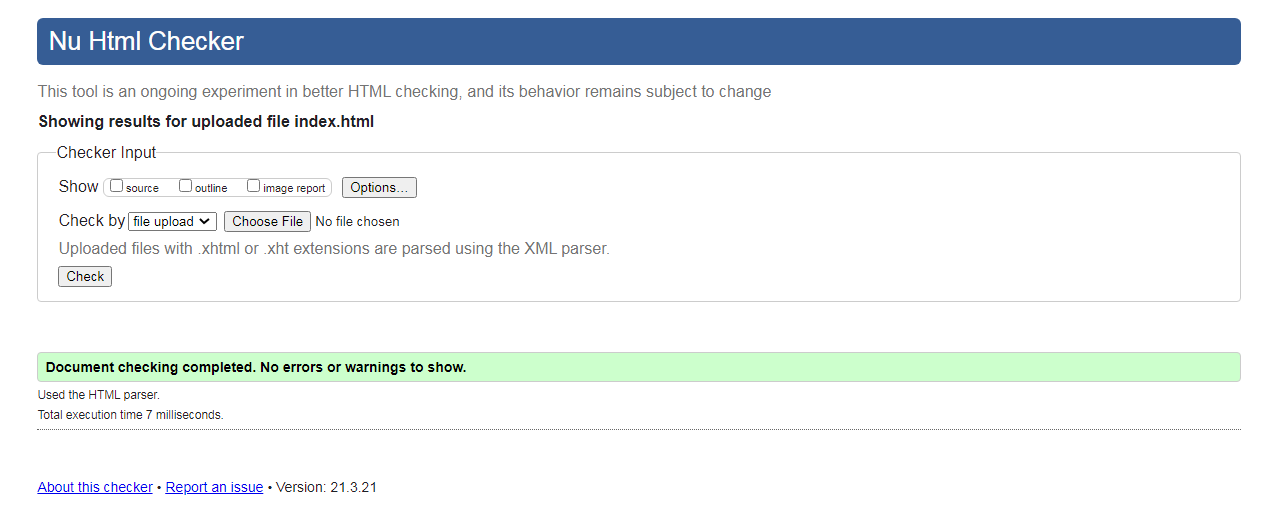 Nu Html Checker
This tool is an ongoing experiment in better HTML checking, and its behavior remains subject to change
Showing results for uploaded file index.html
Checker Input
Show source outline image report Options...
Check by file upload Choose File No file chosen
Uploaded files with .xhtml or .xht extensions are parsed using the XML parser.
Check
Document checking completed. No errors or warnings to show.
Used the HTML parser.
Total execution time 7 milliseconds.
About this checker • Report an issue • Version: 21.3.21